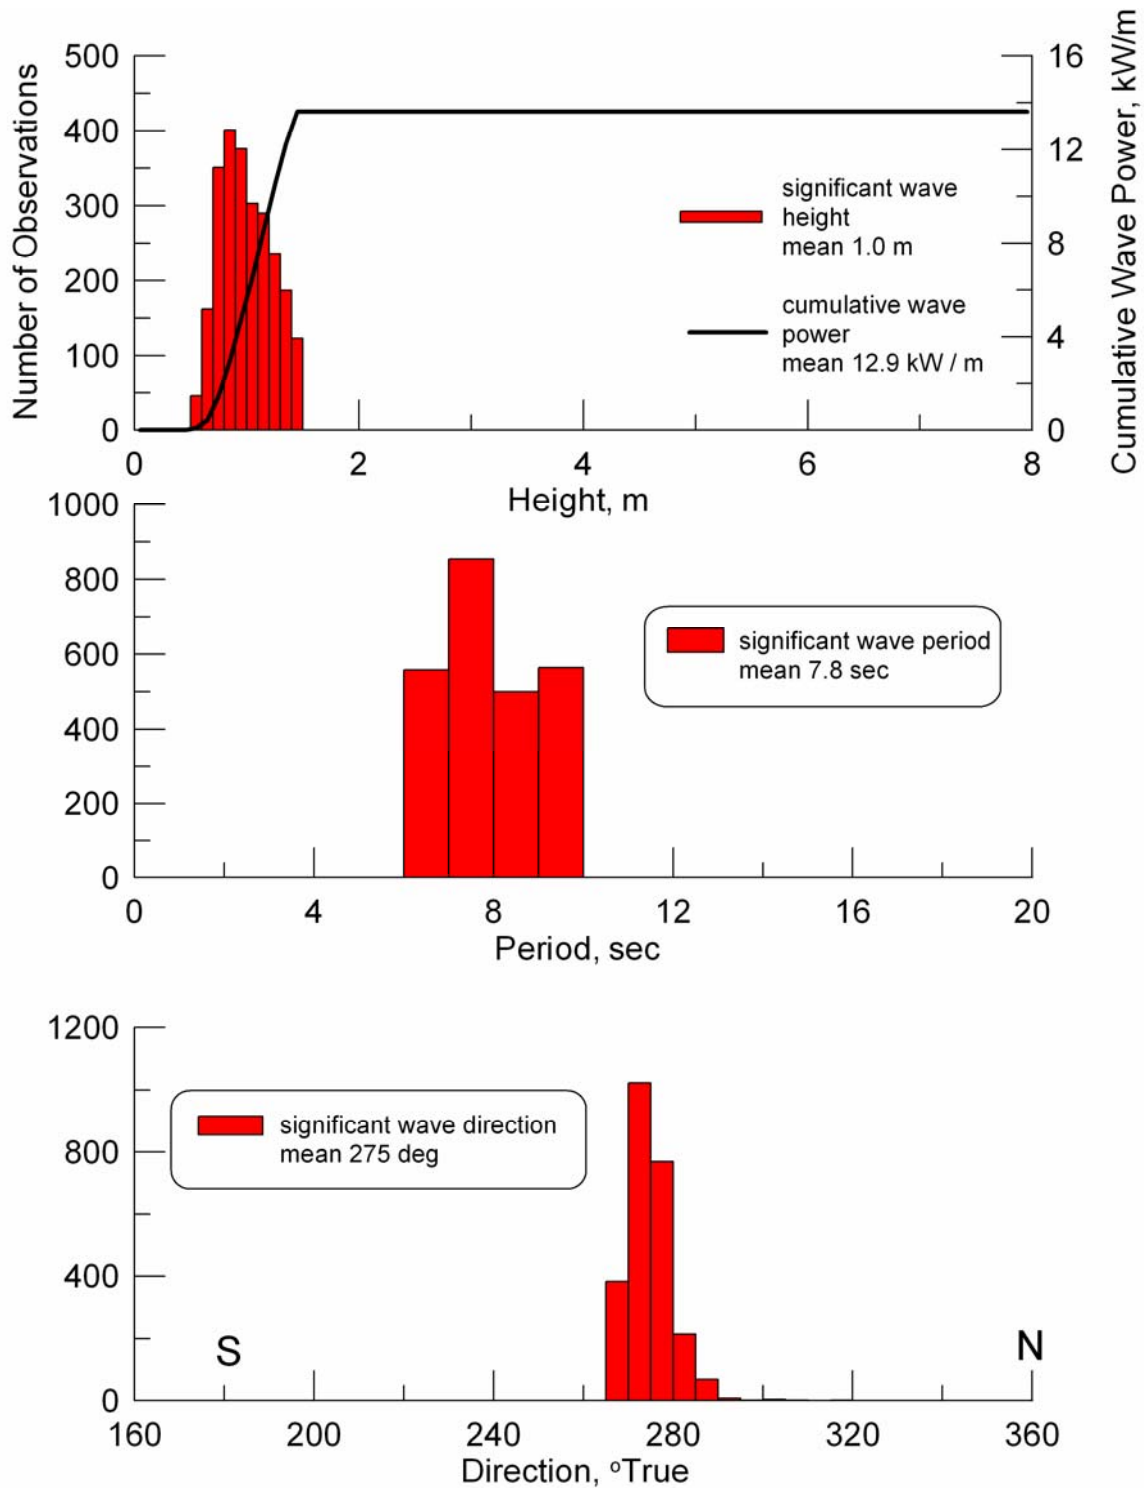 Number of Observations
500
400
300
200
100
0
16
12
8
4
0
Cumulative Wave Power, kW/m
significant wave
height
mean 1.0 m
cumulative wave
power
mean 12.9 kW / m
0 2 4 6 8
Height, m
1000
800
600
400
200
0
significant wave period
mean 7.8 sec
0 4 8 12 16 20
Period, sec
1200
800
400
0
significant wave direction
mean 275 deg
S N
160 200 240 280 320 360
Direction, °True